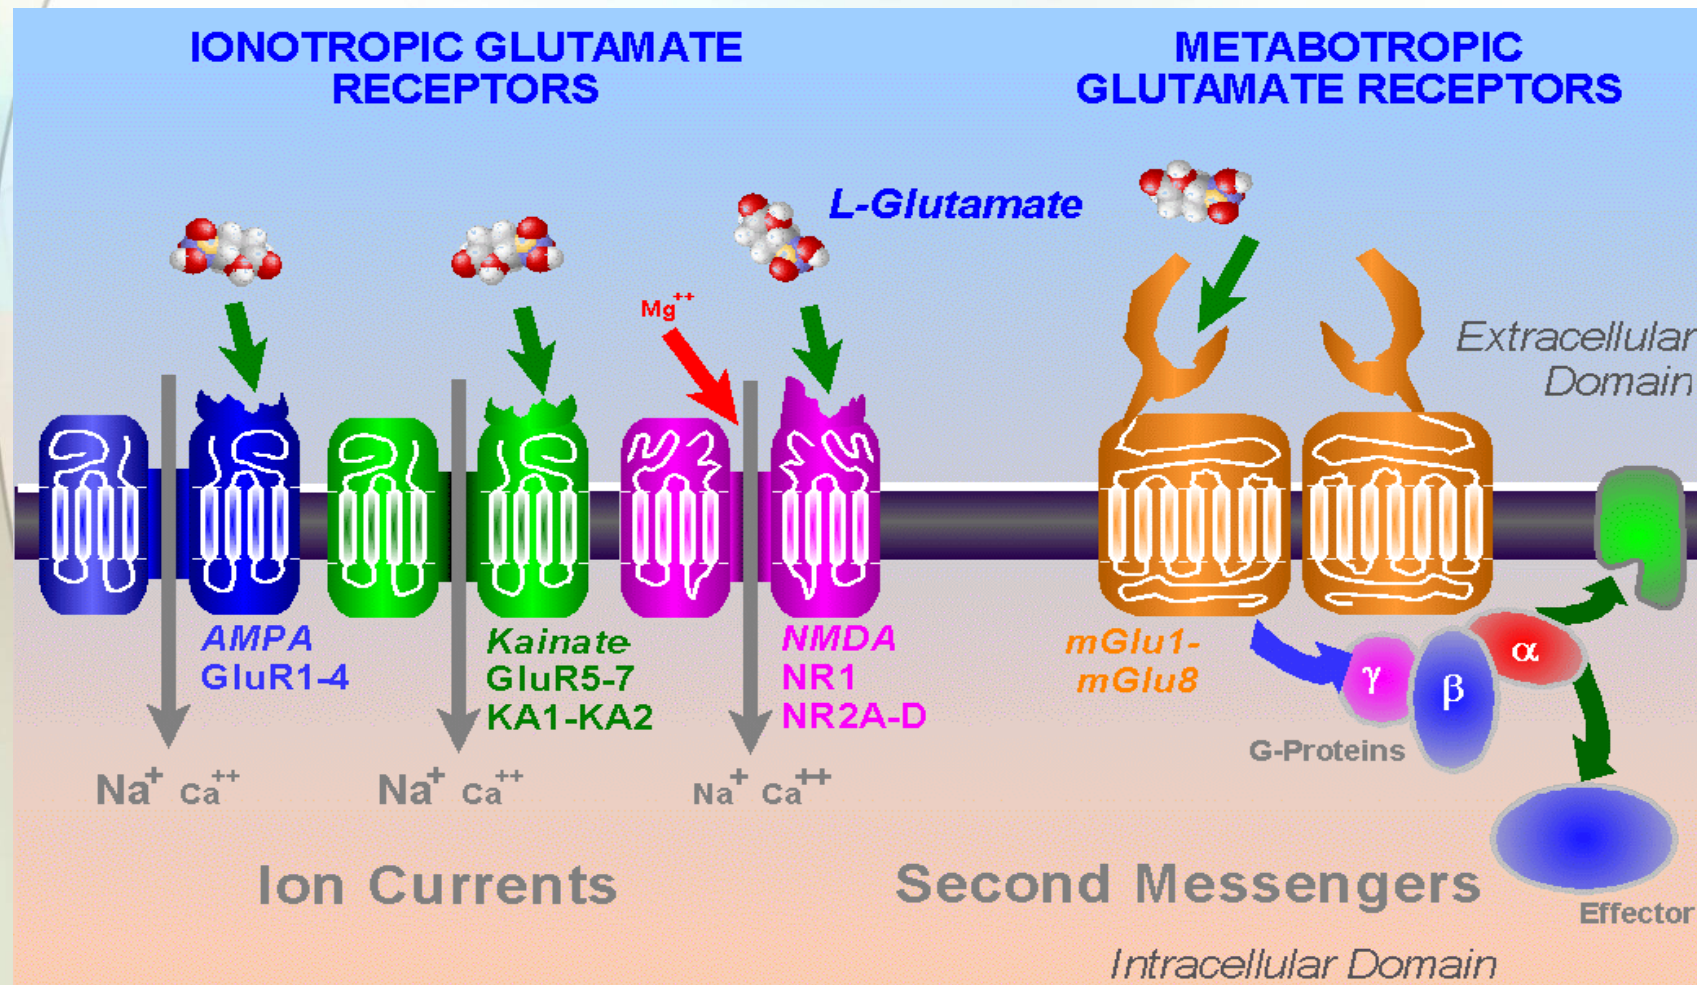 IONOTROPIC GLUTAMATE
RECEPTORS
METABOTROPIC
GLUTAMATE RECEPTORS
L-Glutamate
Mg++
Extracellular
Domain
AMPA
GluR1-4
Kainate
GluR5-7
KA1-KA2
NMDA
NR1
NR2A-D
mGlu1-
mGlu8
γ
β
α
G-Proteins
Na+ Ca++
Na+ Ca++
Na+ Ca++
Ion Currents
Second Messengers
Effector
Intracellular Domain